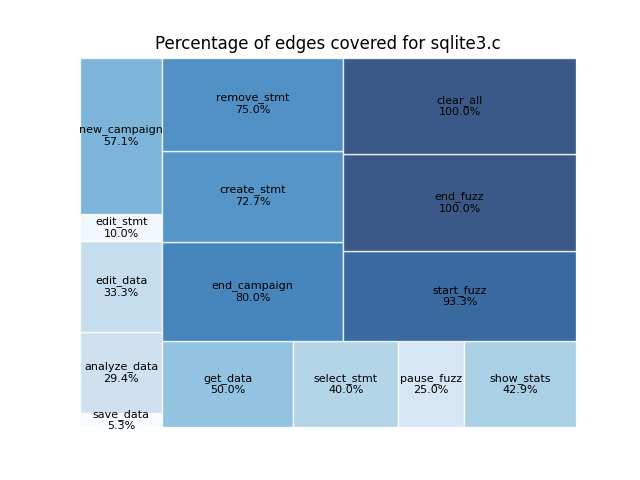 Percentage of edges covered for sqlite3.c
new_campaign
57.1%
edit_stmt
10.0%
edit_data
33.3%
analyze_data
29.4%
save_data
5.3%
remove_stmt
75.0%
create_stmt
72.7%
end_campaign
80.0%
clear_all
100.0%
end_fuzz
100.0%
start_fuzz
93.3%
get_data
50.0%
select_stmt
40.0%
pause_fuzz
25.0%
show_stats
42.9%